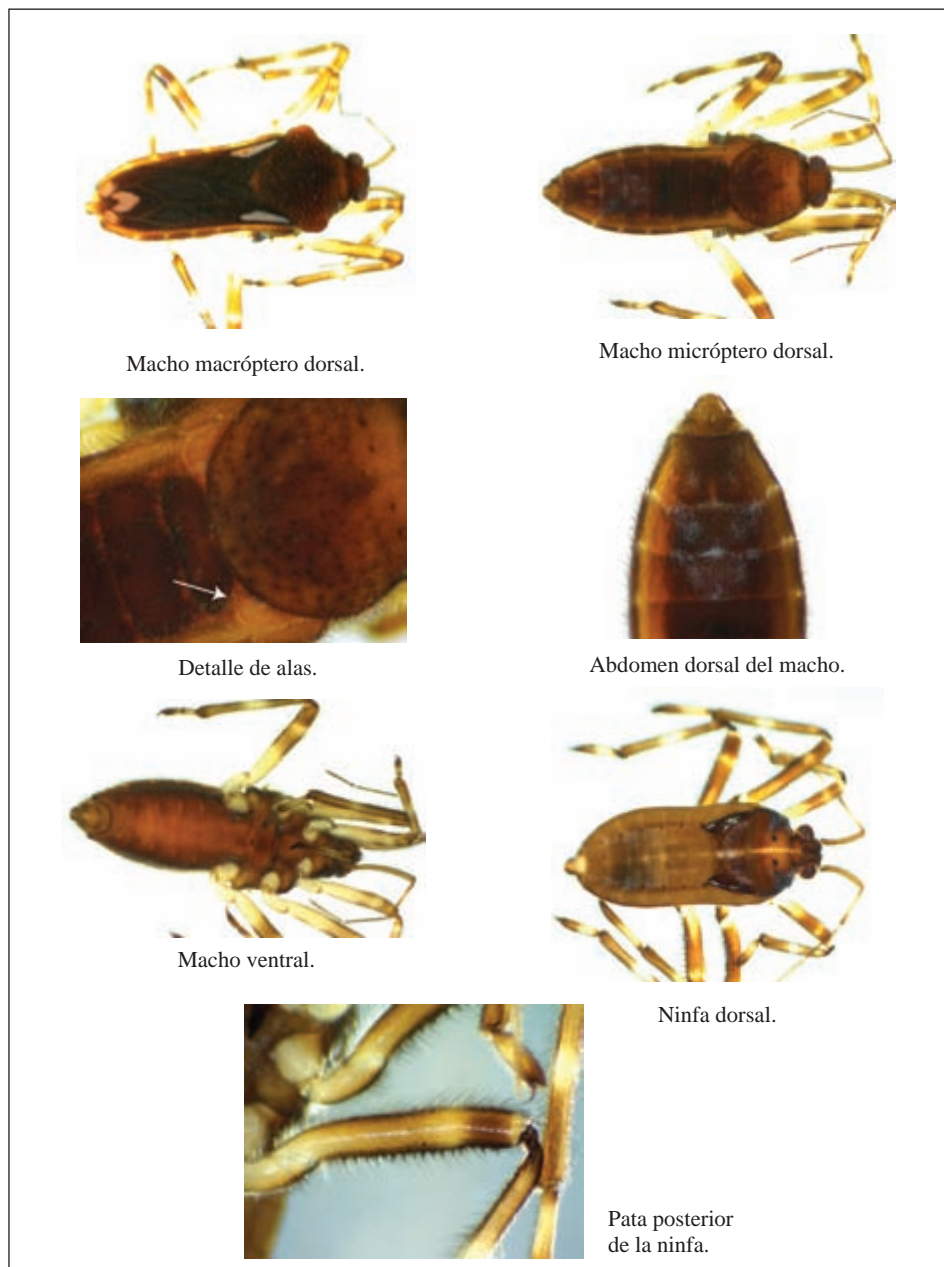 Macho macróptero dorsal.
Macho micróptero dorsal.
Detalle de alas.
Abdomen dorsal del macho.
Macho ventral.
Ninfa dorsal.
Pata posterior
de la ninfa.